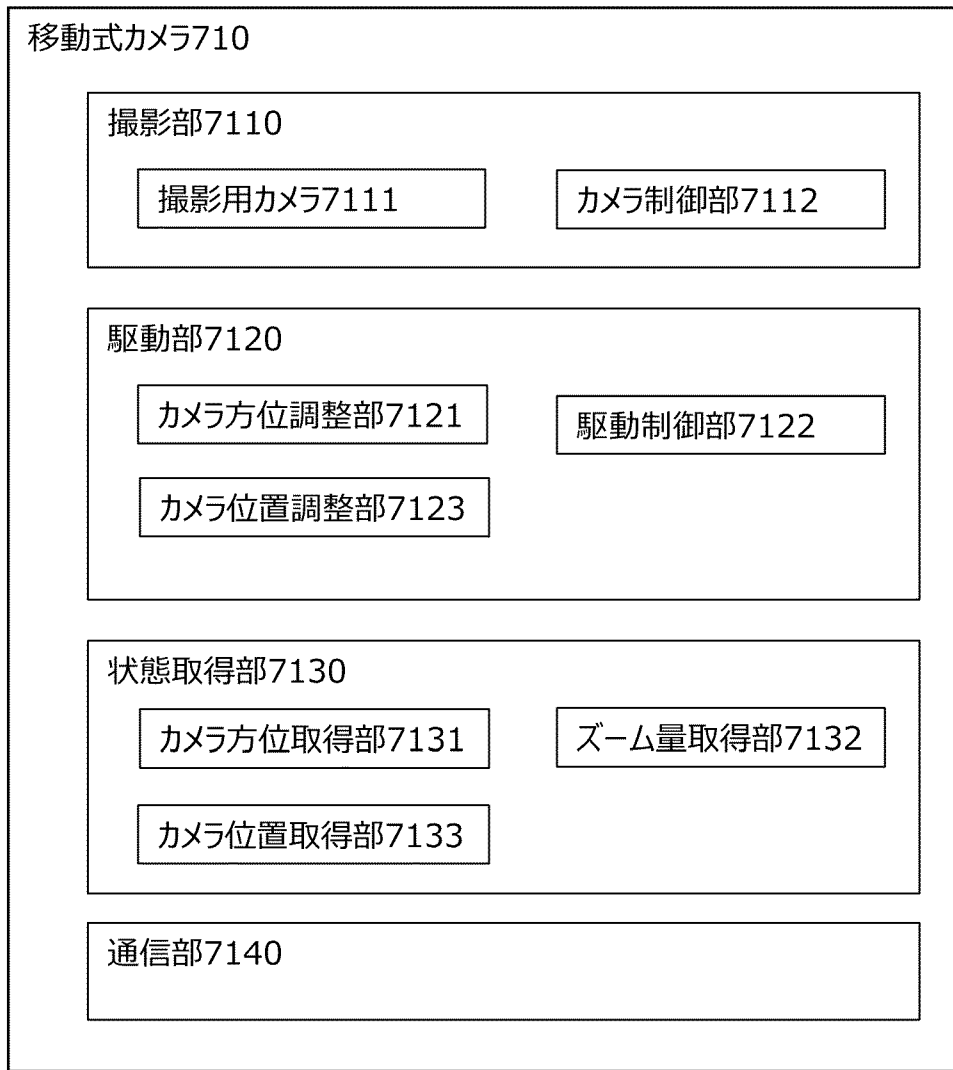 移動式カメラ710
撮影部7110
撮影用カメラ7111
カメラ制御部7112
駆動部7120
カメラ方位調整部7121
駆動制御部7122
カメラ位置調整部7123
状態取得部7130
カメラ方位取得部7131
ズーム量取得部7132
カメラ位置取得部7133
通信部7140